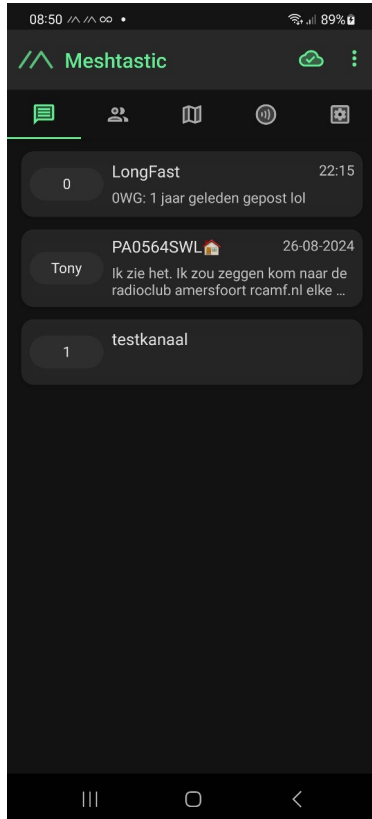 08:50
89%
Meshtastic
0
LongFast
22:15
0WG: 1 jaar geleden gepost lol
Tony
PA0564SWL🏠
26-08-2024
Ik zie het. Ik zou zeggen kom naar de
radioclub amersfoort rcamf.nl elke ...
1
testkanaal